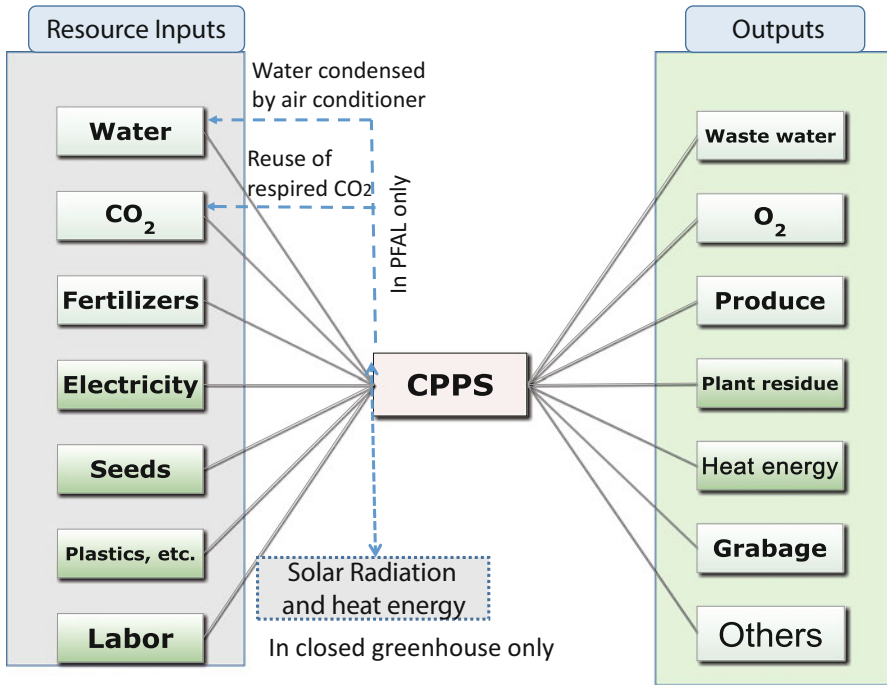 Resource Inputs
Outputs
Water condensed
by air conditioner
Water
Reuse of
respired CO2
CO₂
In PFAL only
Fertilizers
Electricity
Seeds
Plastics, etc.
Labor
CPPS
Solar Radiation
and heat energy
In closed greenhouse only
Waste water
O₂
Produce
Plant residue
Heat energy
Grabage
Others